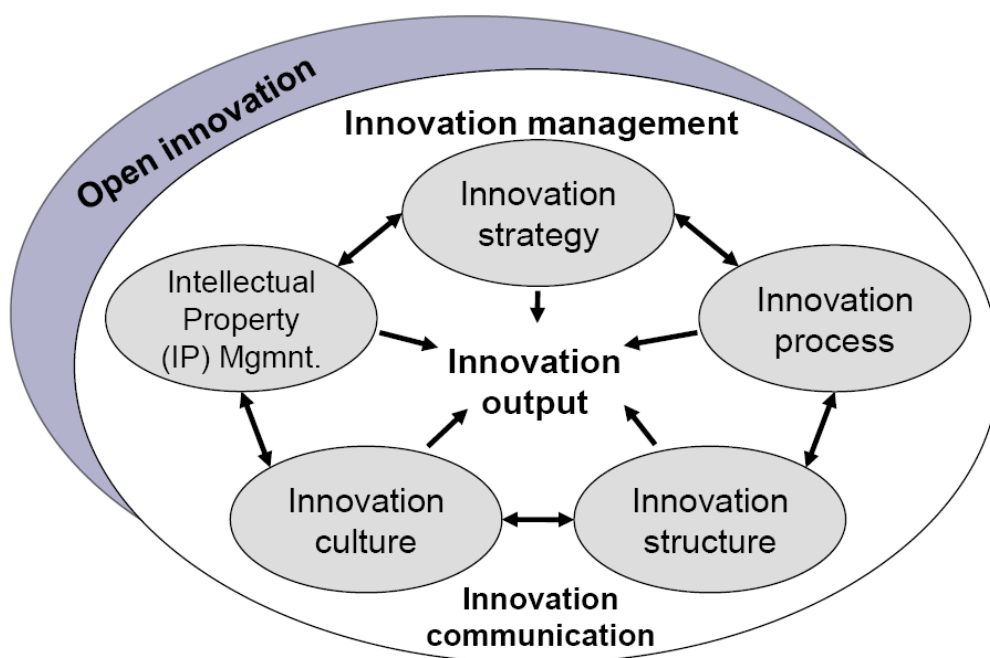 Open innovation
Innovation management
Innovation
strategy
Intellectual
Property
(IP) Mgmnt.
Innovation
process
Innovation
output
Innovation
culture
Innovation
structure
Innovation
communication